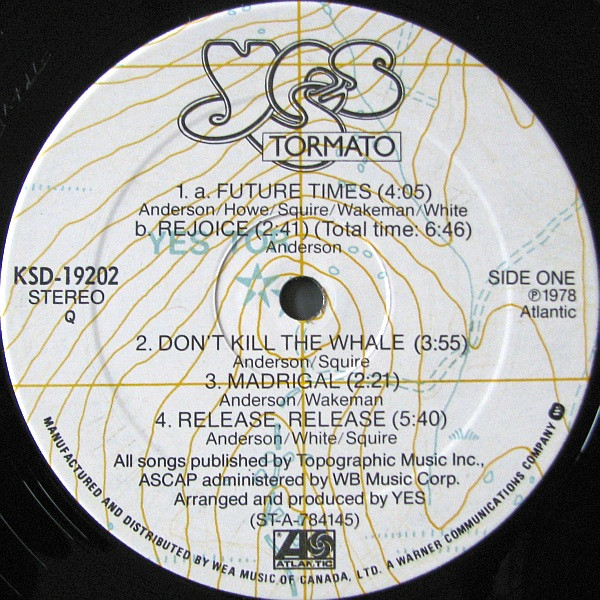 Yes
TORMATO
1. a. FUTURE TIMES (4:05)
Anderson/Howe/Squire/Wakeman/White
b. REJOICE (2:41) (Total time: 6:46)
Anderson
YES TOR
KSD-19202
STEREO
Q
SIDE ONE
℗1978
Atlantic
2. DON'T KILL THE WHALE (3:55)
Anderson/Squire
3. MADRIGAL (2:21)
Anderson/Wakeman
4. RELEASE, RELEASE (5:40)
Anderson/White/Squire
All songs published by Topographic Music Inc.,
ASCAP administered by WB Music Corp.
Arranged and produced by YES
(ST-A-784145)
ATLANTIC
MANUFACTURED AND DISTRIBUTED BY WEA MUSIC OF CANADA, LTD. A WARNER COMMUNICATIONS COMPANY